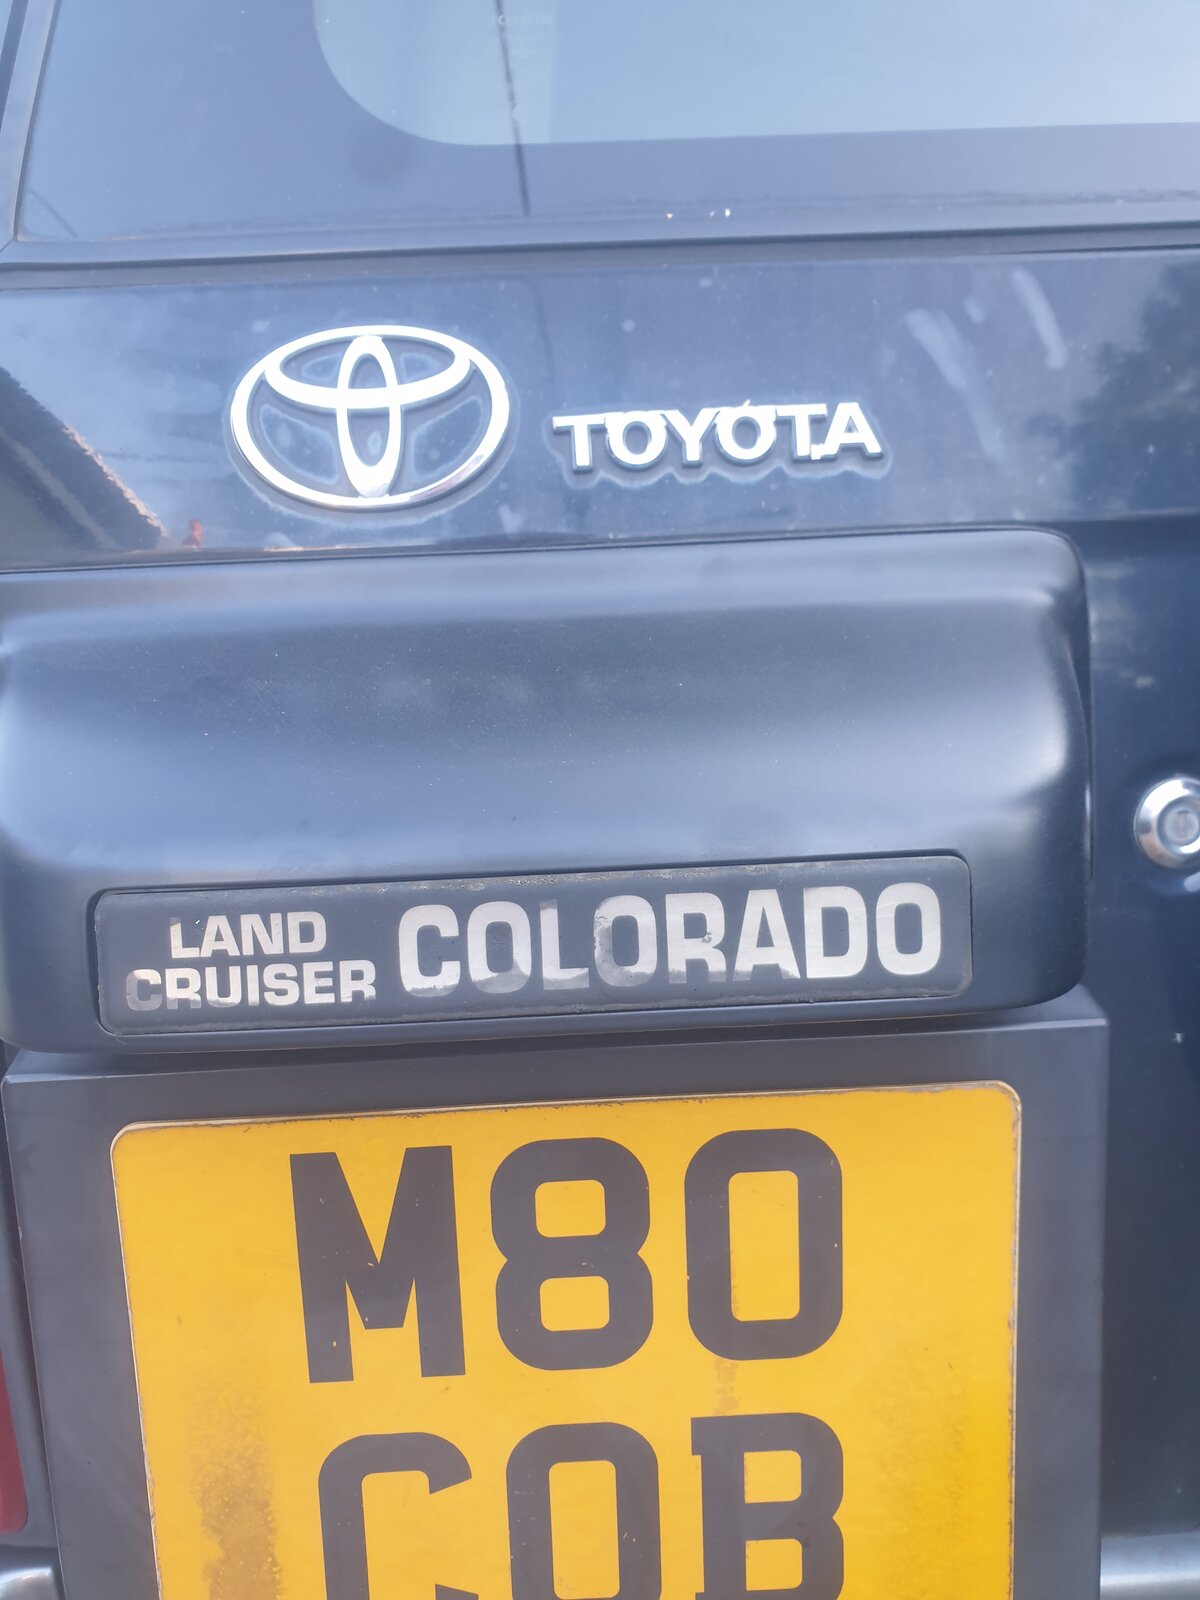 TOYOTA
LAND
CRUISER
COLORADO
M80
COB